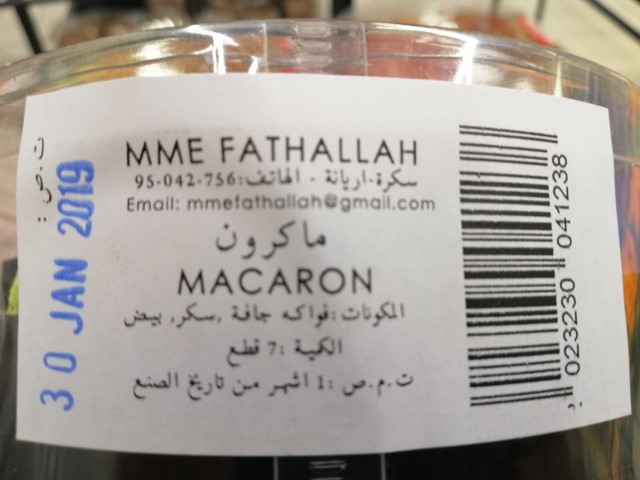 MME FATHALLAH
سكرة-اريانة - الهاتف:95-042-756
Email: mmefathallah@gmail.com
ماكرون
MACARON
المكونات :فواكه جافة ,سكر, بيض
الكمية :7 قطع
ت.م.ص :1 اشهر من تاريخ الصنع
ت.ص:
30 JAN 2019
023230 041238